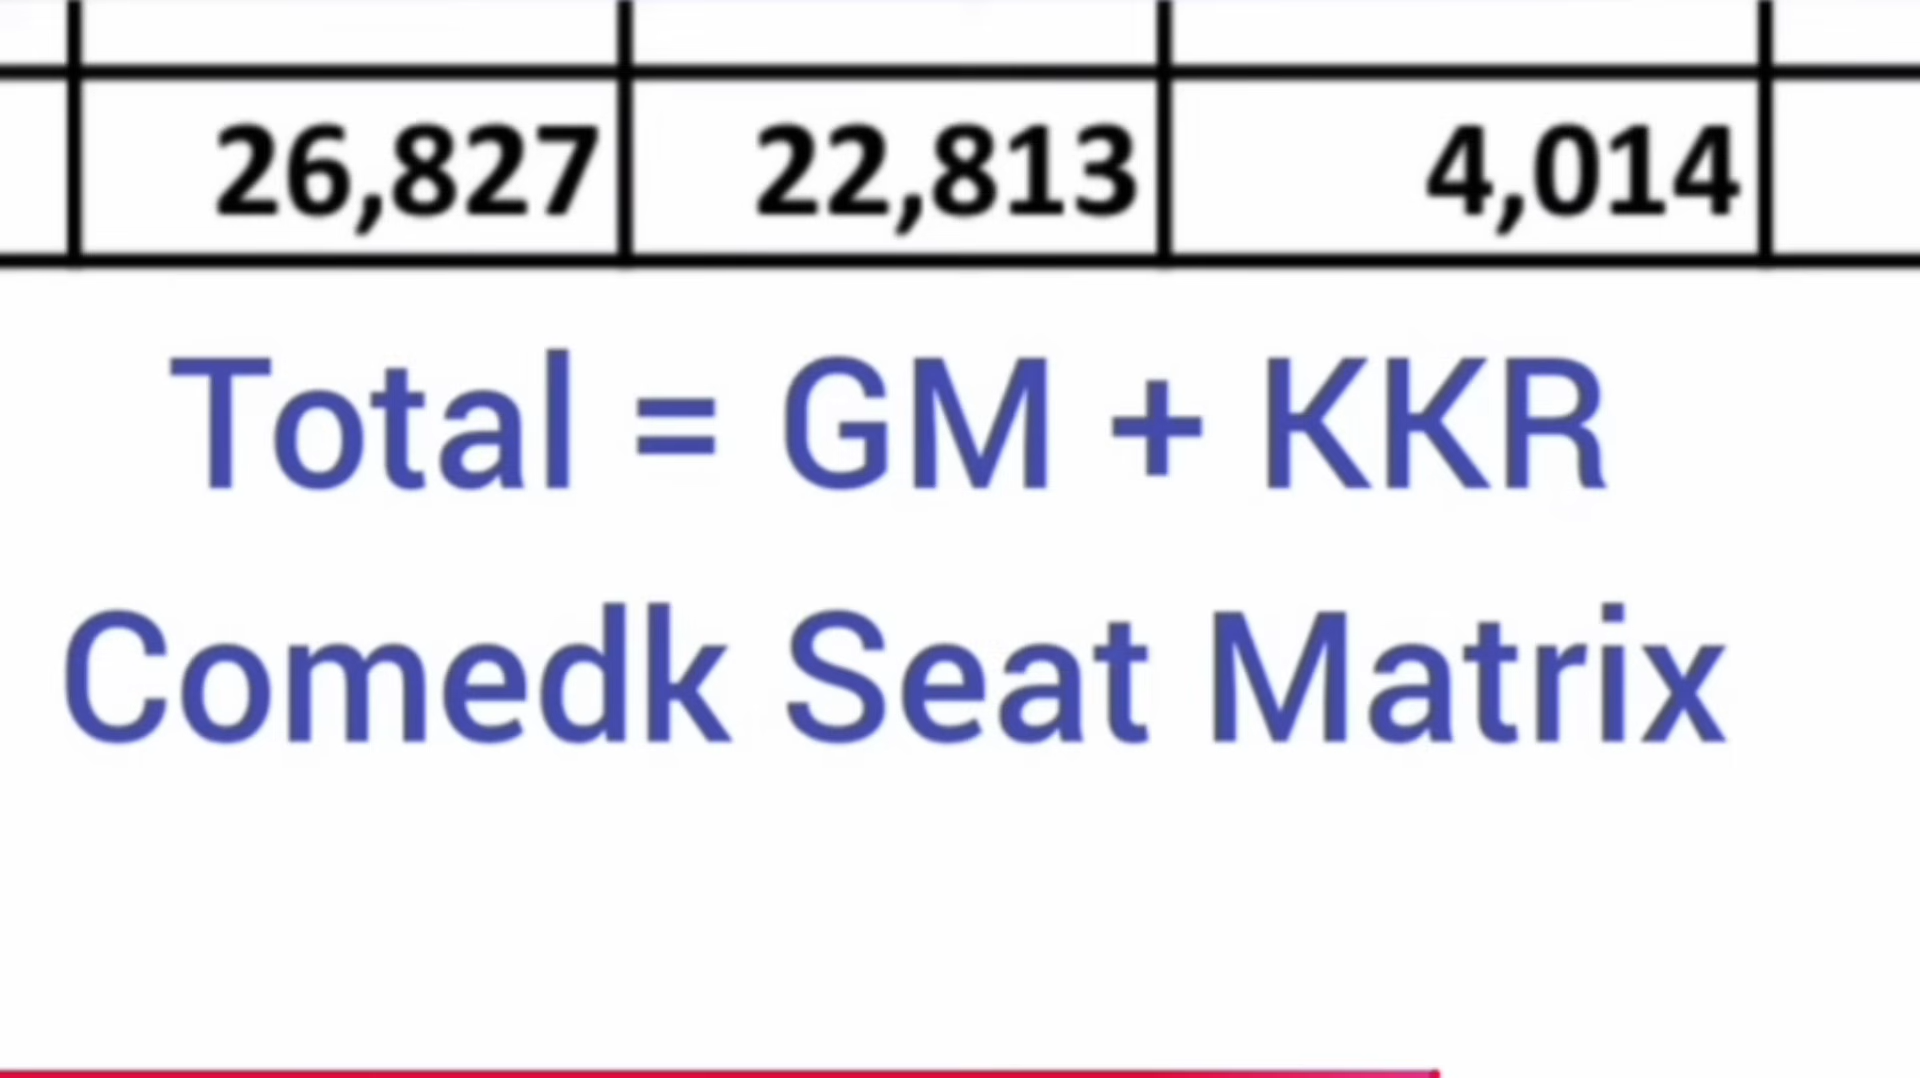 26,827 22,813 4,014
Total = GM + KKR
Comedk Seat Matrix